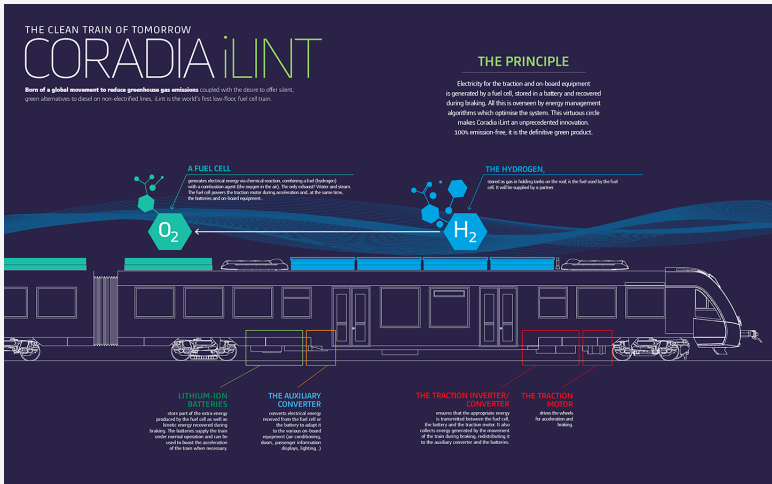 THE CLEAN TRAIN OF TOMORROW
CORADIA iLINT
Born of a global movement to reduce greenhouse gas emissions coupled with the desire to offer silent,
green alternatives to diesel on non-electrified lines, iLint is the world's first low-floor, fuel cell train.
THE PRINCIPLE
Electricity for the traction and on-board equipment
is generated by a fuel cell, stored in a battery and recovered
during braking. All this is overseen by energy management
algorithms which optimise the system. This virtuous circle
makes Coradia iLint an unprecedented innovation.
100% emission-free, it is the definitive green product.
A FUEL CELL
generates electrical energy via chemical reaction, combining a fuel (hydrogen)
with a combustion agent (the oxygen in the air). The only exhaust? Water and steam.
The fuel cell powers the traction motor during acceleration and, at the same time,
the batteries and on-board equipment .
THE HYDROGEN,
stored as gas in holding tanks on the roof, is the fuel used by the fuel
cell. It will be supplied by a partner
O2
H2
LITHIUM-ION
BATTERIES
store part of the extra energy
produced by the fuel cell as well as
kinetic energy recovered during
braking. The batteries supply the train
under normal operation and can be
used to boost the acceleration
of the train when necessary.
THE AUXILIARY
CONVERTER
converts electrical energy
received from the fuel cell or
the battery to adapt it
to the various on-board
equipment (air conditioning,
doors, passenger information
displays, lighting...)
THE TRACTION INVERTER/
CONVERTER
ensures that the appropriate energy
is transmitted between the fuel cell,
the battery and the traction motor. It also
collects energy generated by the movement
of the train during braking, redistributing it
to the auxiliary converter and the batteries.
THE TRACTION
MOTOR
drives the wheels
for acceleration and
braking.